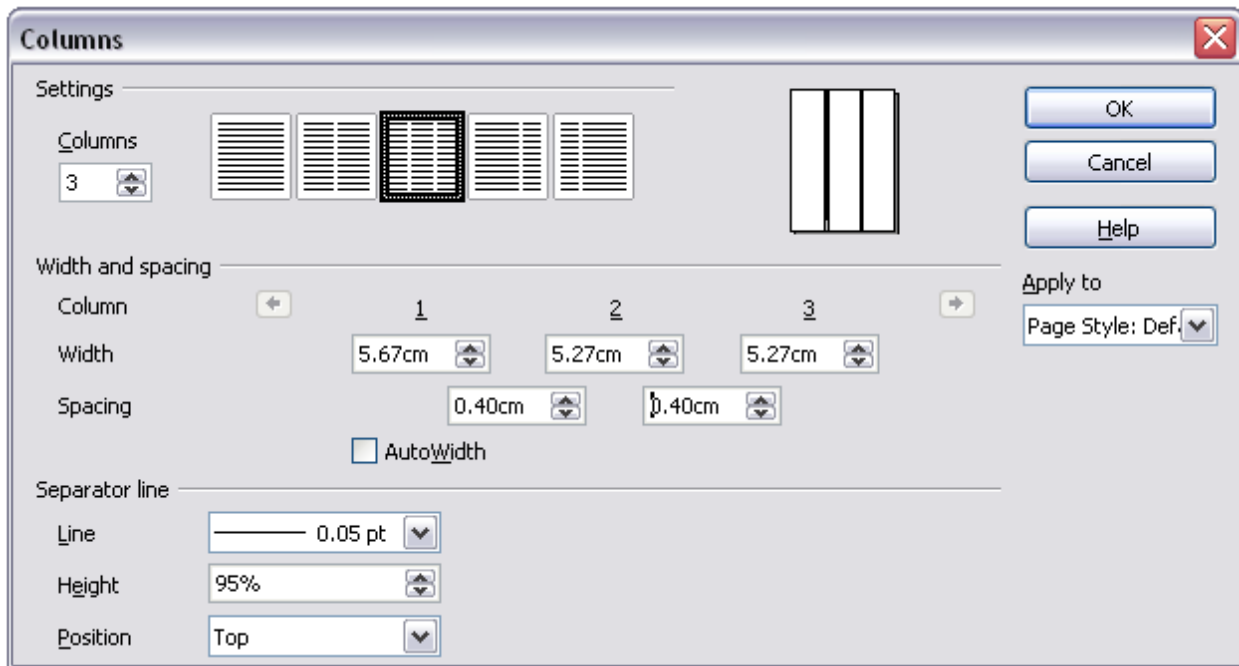 Columns
Settings
OK
Columns
Cancel
3
Help
Width and spacing
Apply to
Column 1 2 3
Page Style: Def.
Width 5.67cm 5.27cm 5.27cm
Spacing 0.40cm 0.40cm
AutoWidth
Separator line
Line 0.05 pt
Height 95%
Position Top